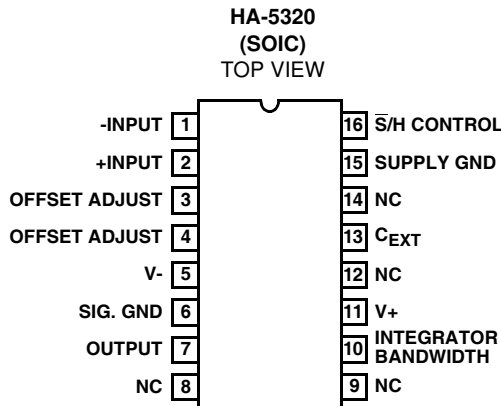 HA-5320
(SOIC)
TOP VIEW
-INPUT 1
16 S̅/H CONTROL
+INPUT 2
15 SUPPLY GND
OFFSET ADJUST 3
14 NC
OFFSET ADJUST 4
13 CEXT
V- 5
12 NC
SIG. GND 6
11 V+
OUTPUT 7
10 INTEGRATOR
BANDWIDTH
NC 8
9 NC